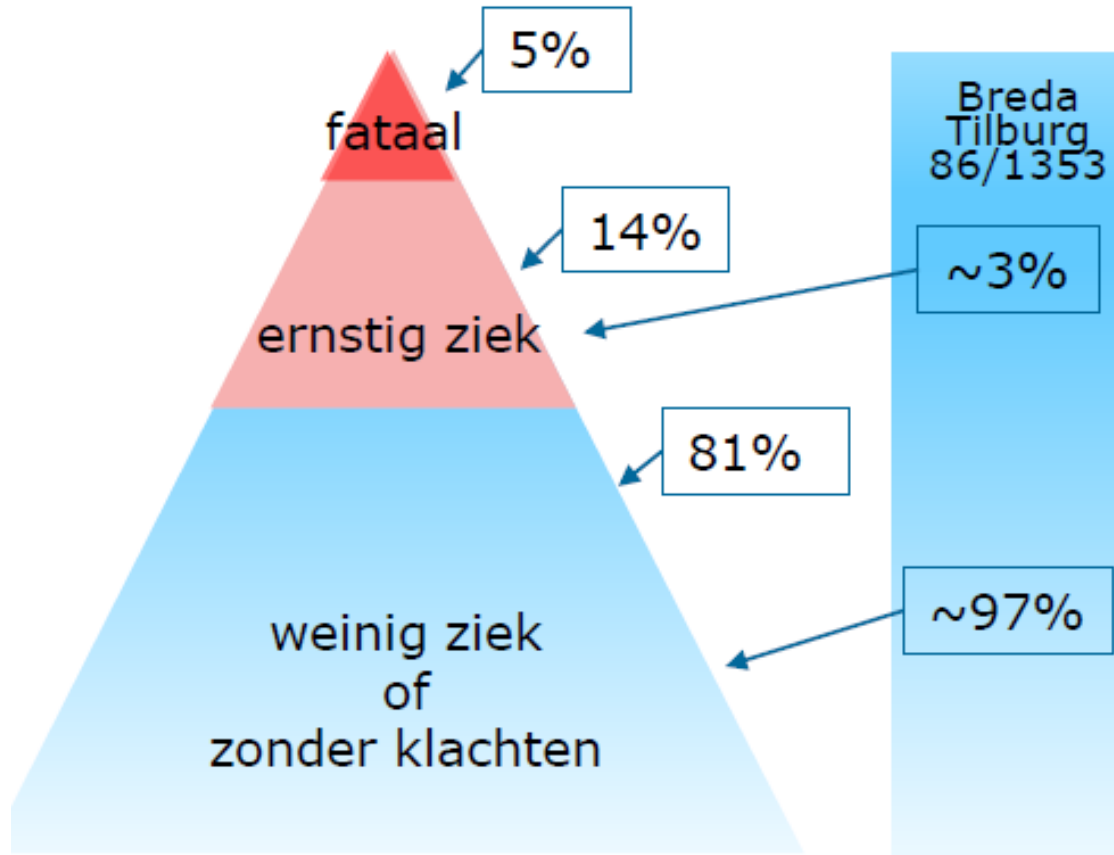 5%
fataal
14%
ernstig ziek
81%
weinig ziek
of
zonder klachten
Breda
Tilburg
86/1353
~3%
~97%